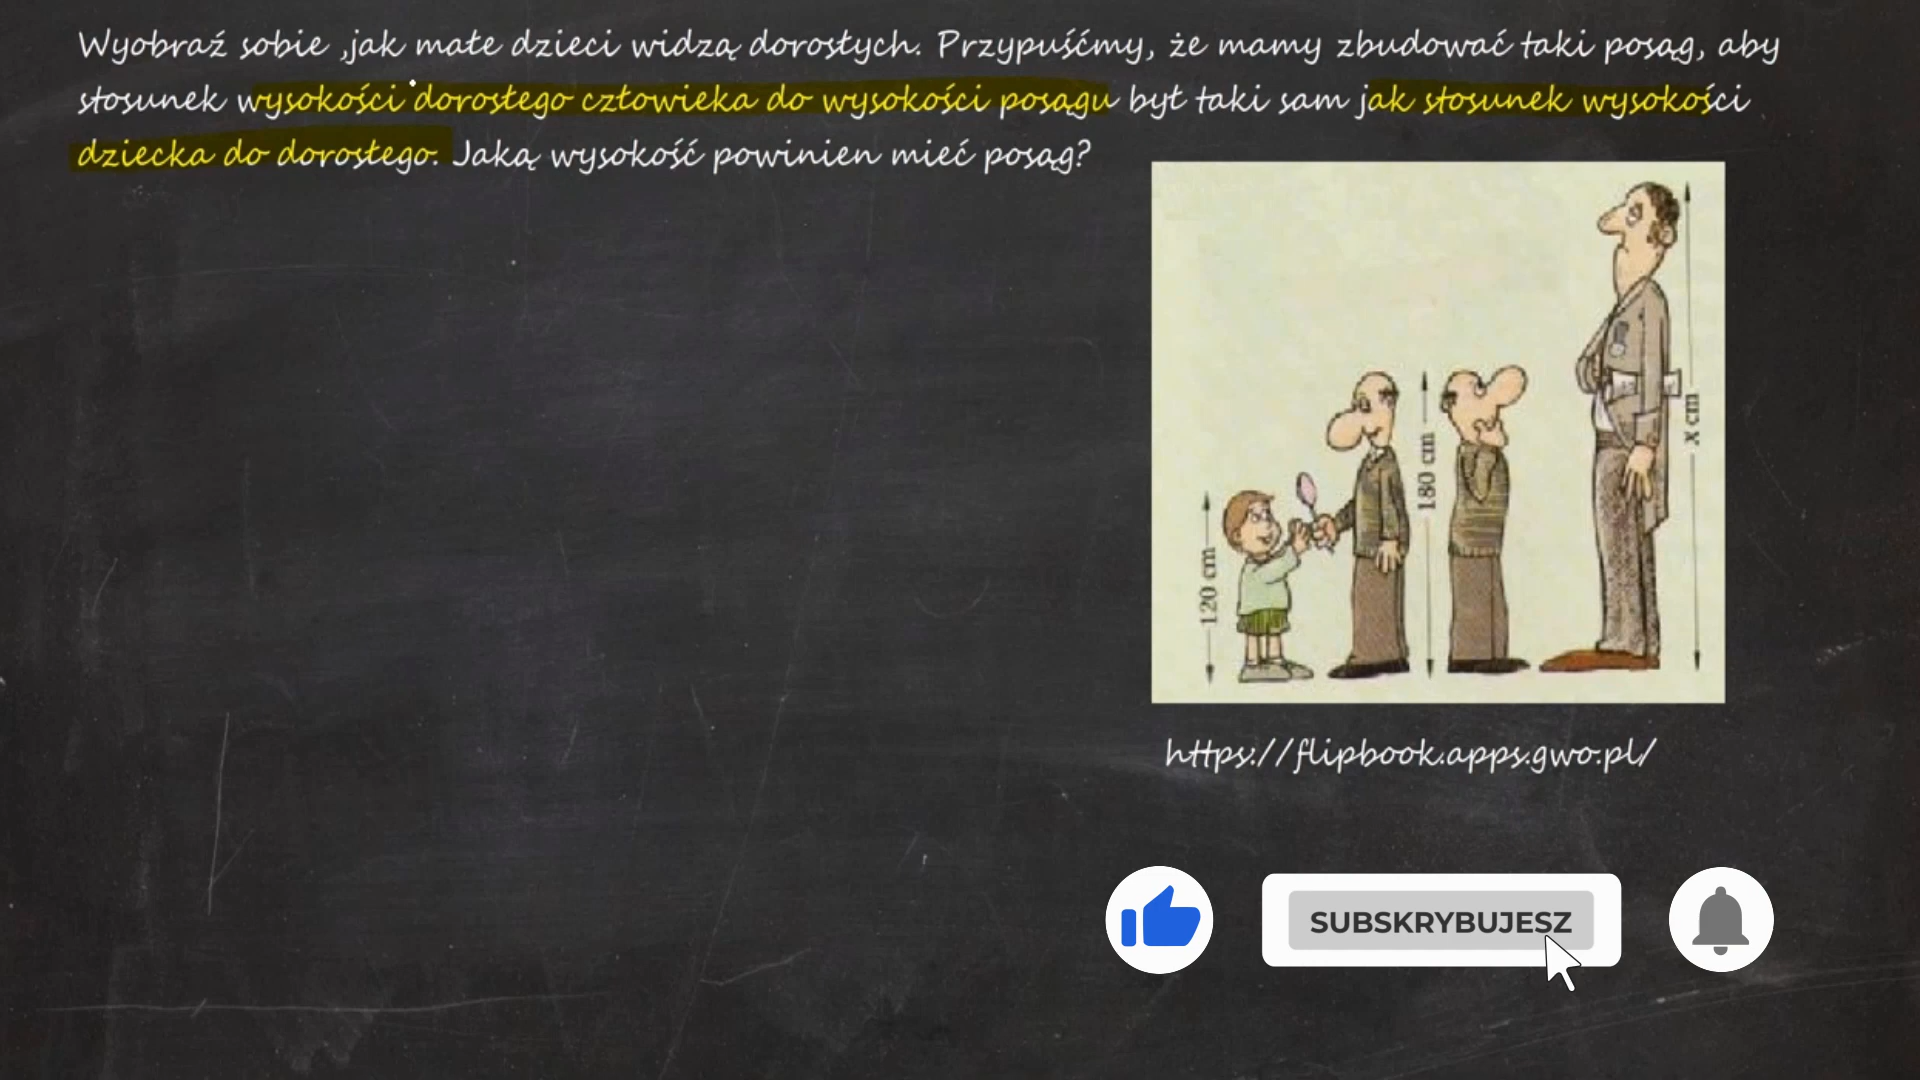 Wyobraź sobie ,jak małe dzieci widzą dorosłych. Przypuśćmy, że mamy zbudować taki posąg, aby
stosunek wysokości dorosłego człowieka do wysokości posągu był taki sam jak stosunek wysokości
dziecka do dorosłego. Jaką wysokość powinien mieć posąg?
120 cm
180 cm
x cm
https://flipbook.apps.gwo.pl/
SUBSKRYBUJESZ